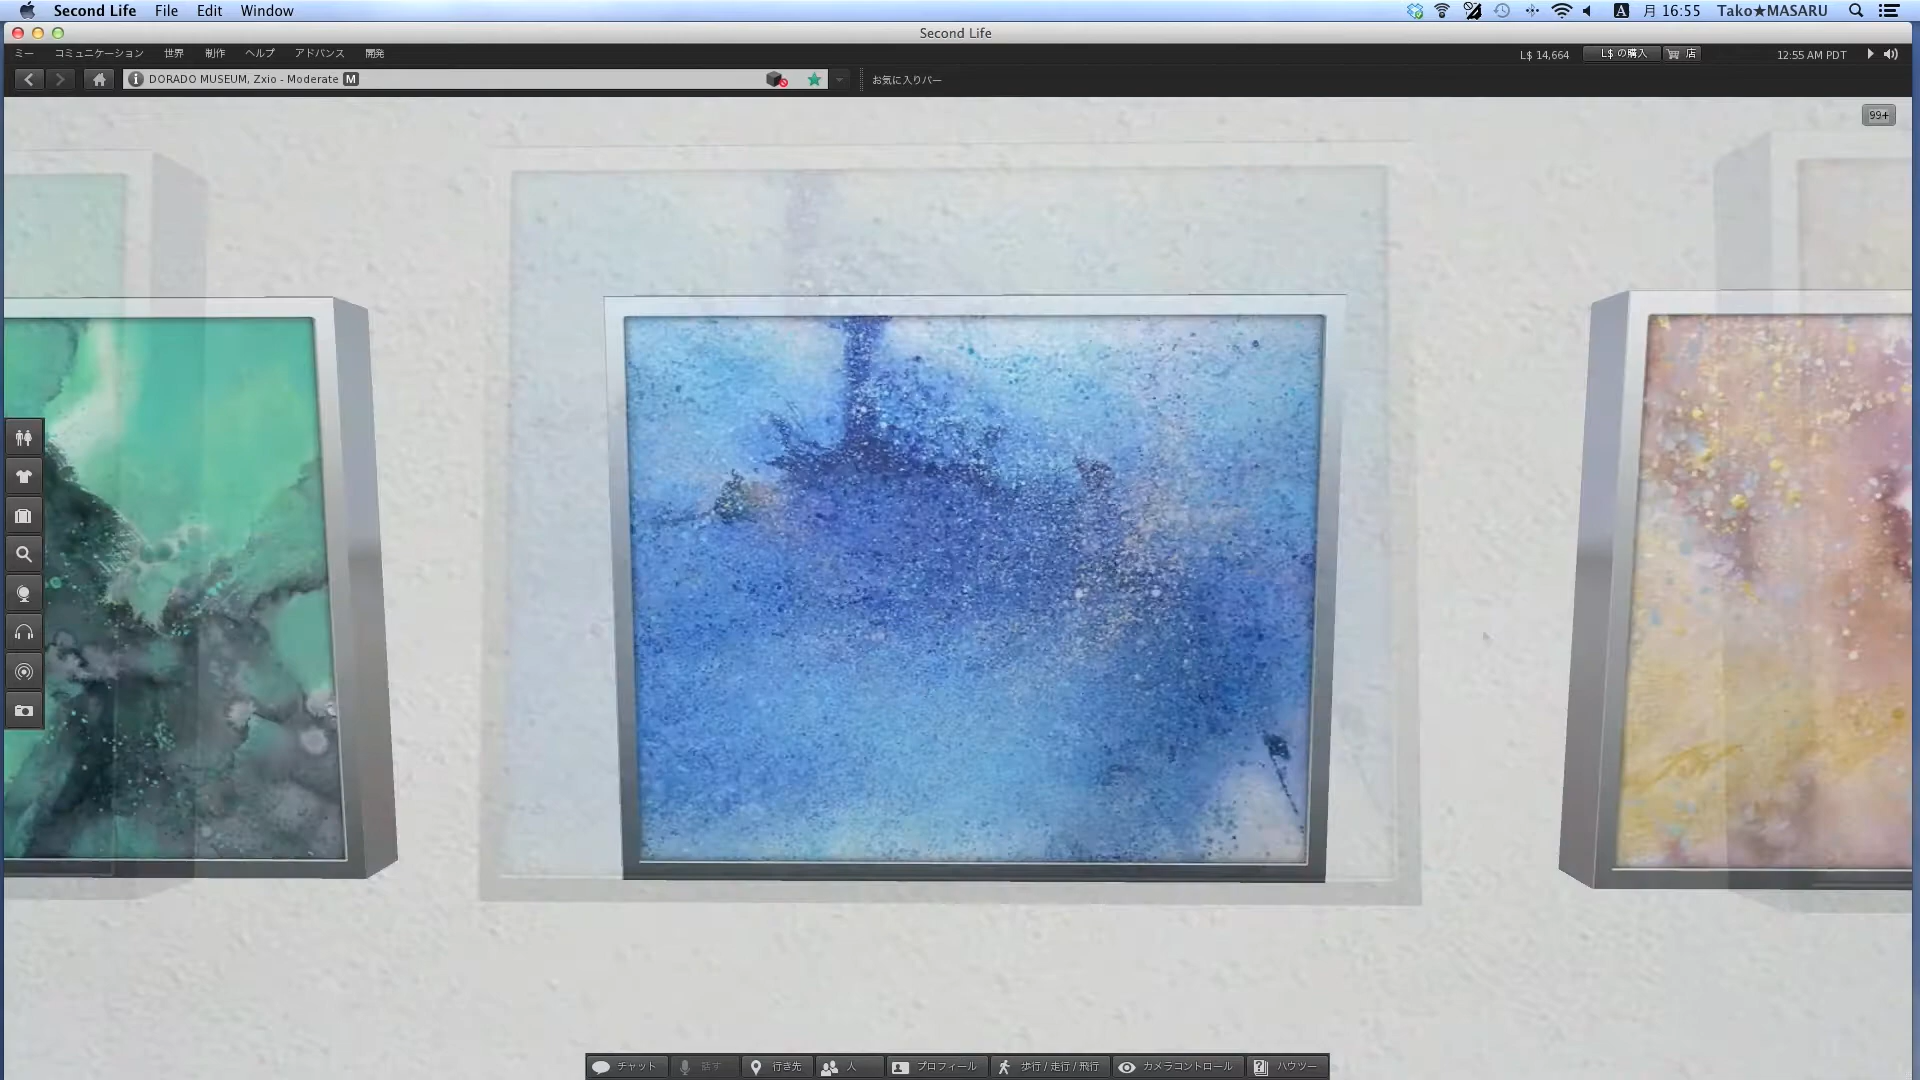 Second Life File Edit Window A 月 16:55 Tako★MASARU
Second Life
ミー コミュニケーション 世界 制作 ヘルプ アドバンス 開発 L$ 14,664 L$ の購入 店 12:55 AM PDT
DORADO MUSEUM, Zxio - Moderate M お気に入りバー
99+
チャット 話す 行き先 人 プロフィール 歩行 / 走行 / 飛行 カメラコントロール ハウツー